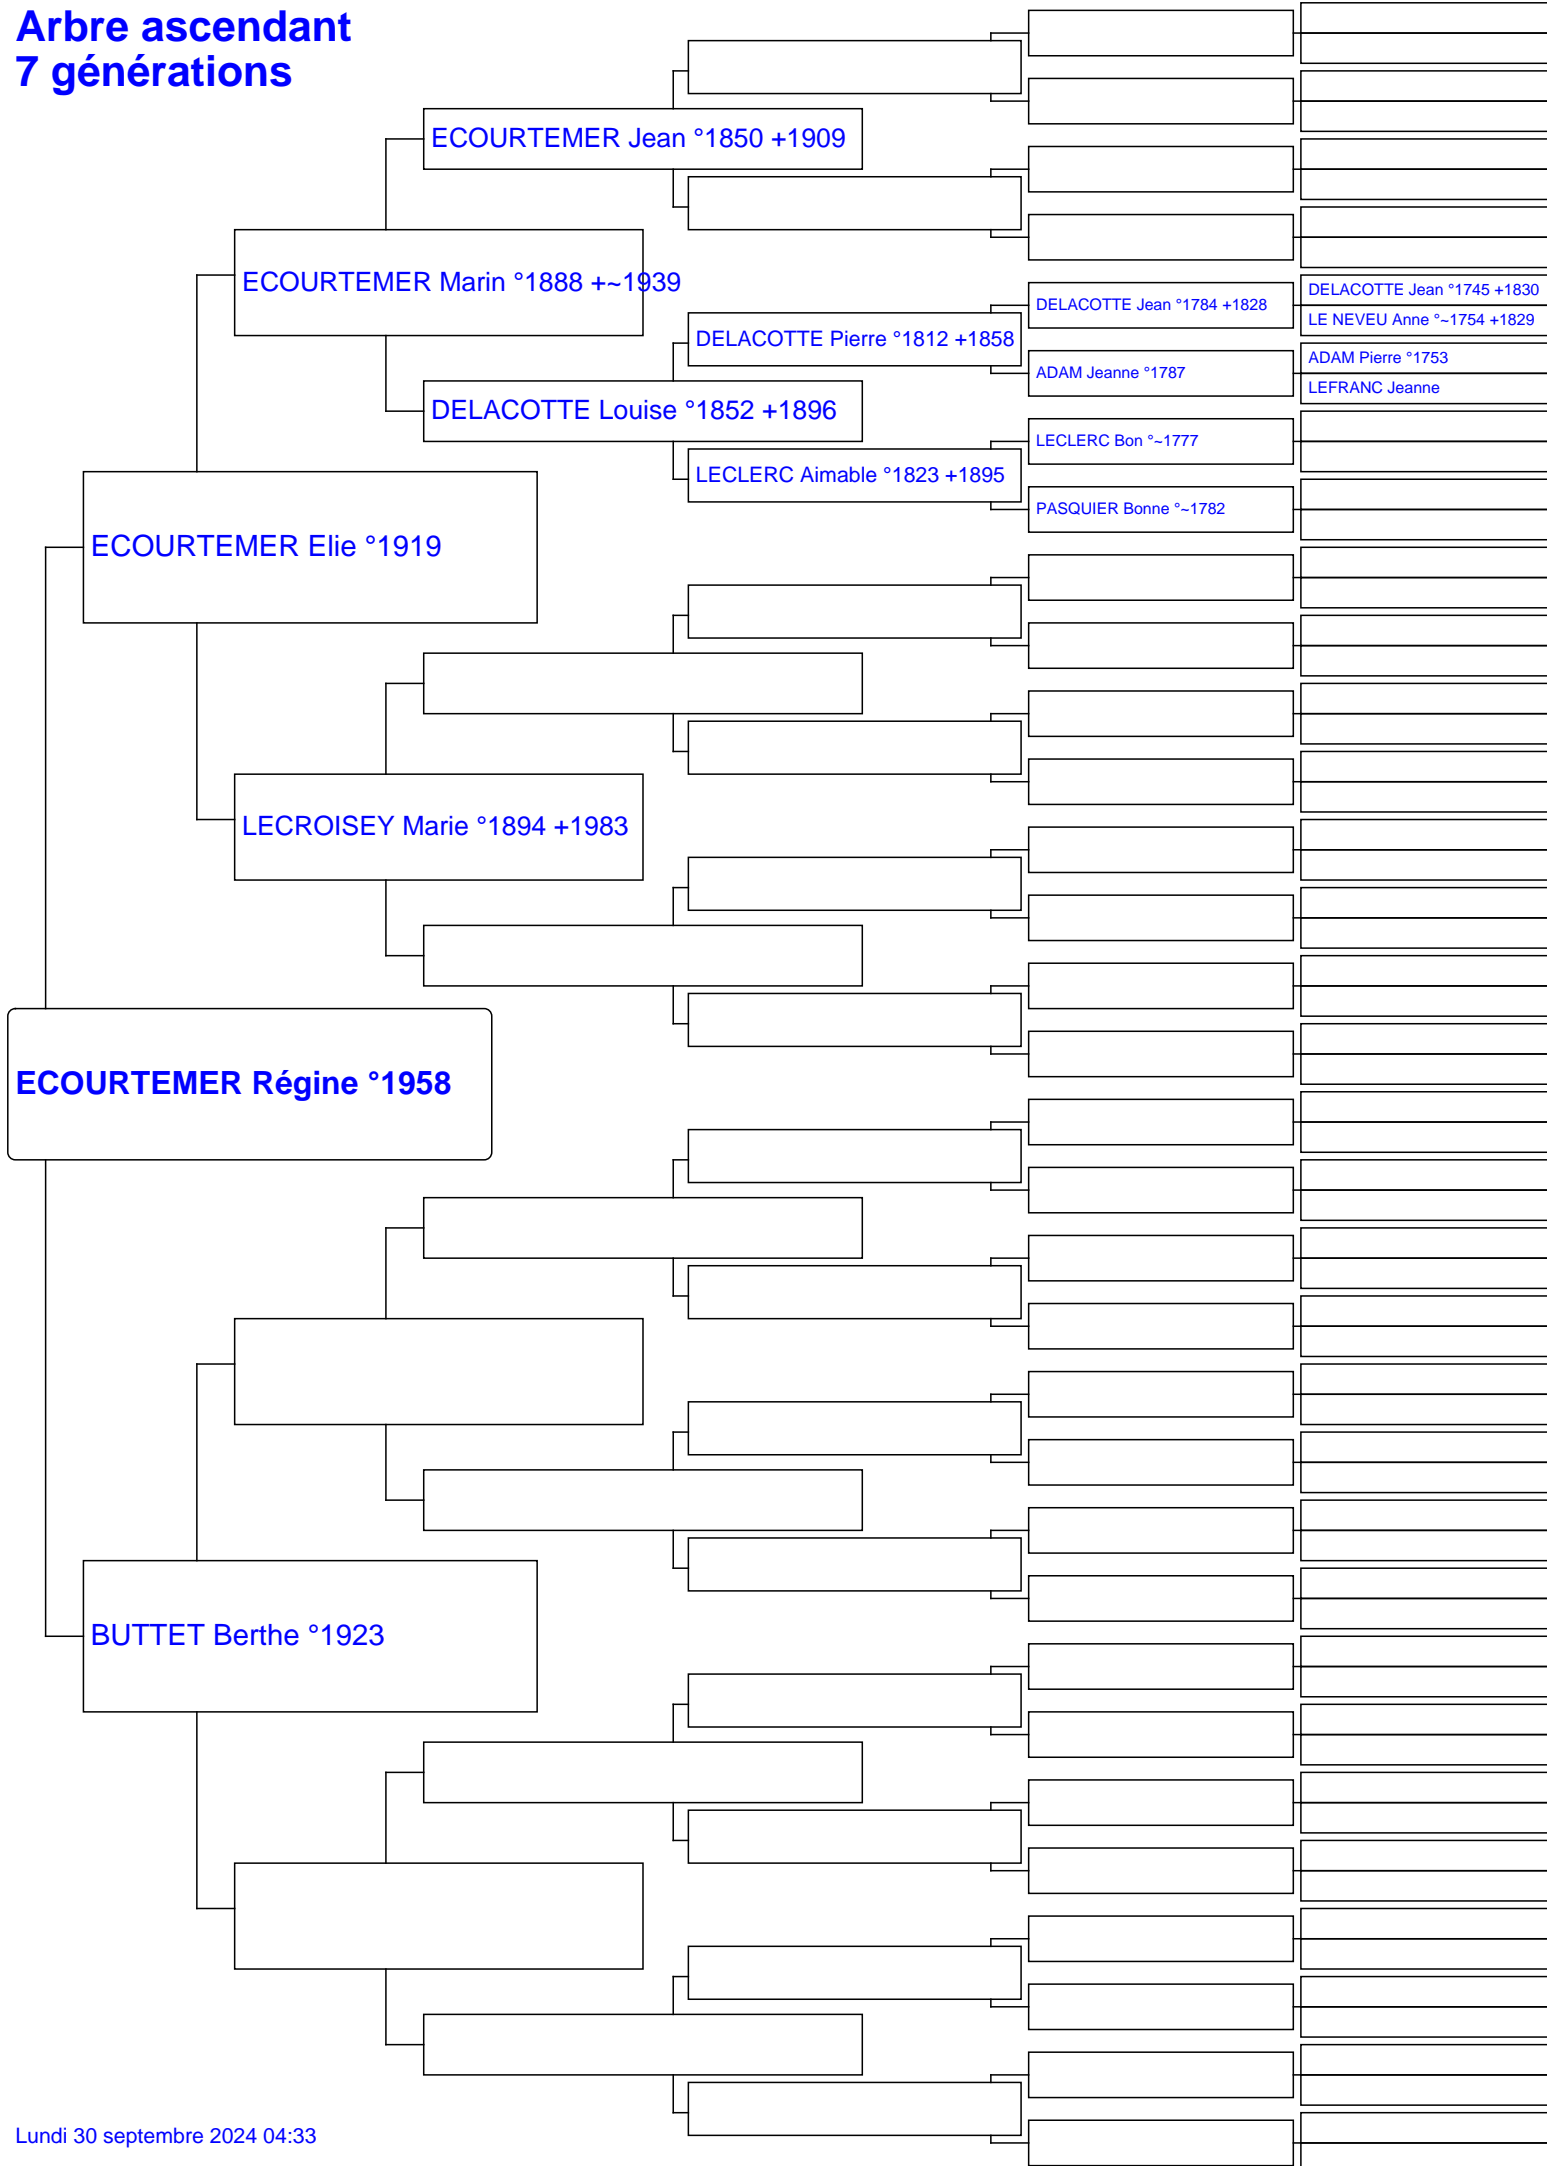 Arbre ascendant
7 générations
ECOURTEMER Jean °1850 +1909
ECOURTEMER Marin °1888 +~1939
DELACOTTE Jean °1745 +1830
DELACOTTE Jean °1784 +1828
LE NEVEU Anne °~1754 +1829
DELACOTTE Pierre °1812 +1858
ADAM Pierre °1753
ADAM Jeanne °1787
LEFRANC Jeanne
DELACOTTE Louise °1852 +1896
LECLERC Bon °~1777
LECLERC Aimable °1823 +1895
PASQUIER Bonne °~1782
ECOURTEMER Elie °1919
LECROISEY Marie °1894 +1983
ECOURTEMER Régine °1958
BUTTET Berthe °1923
Lundi 30 septembre 2024 04:33